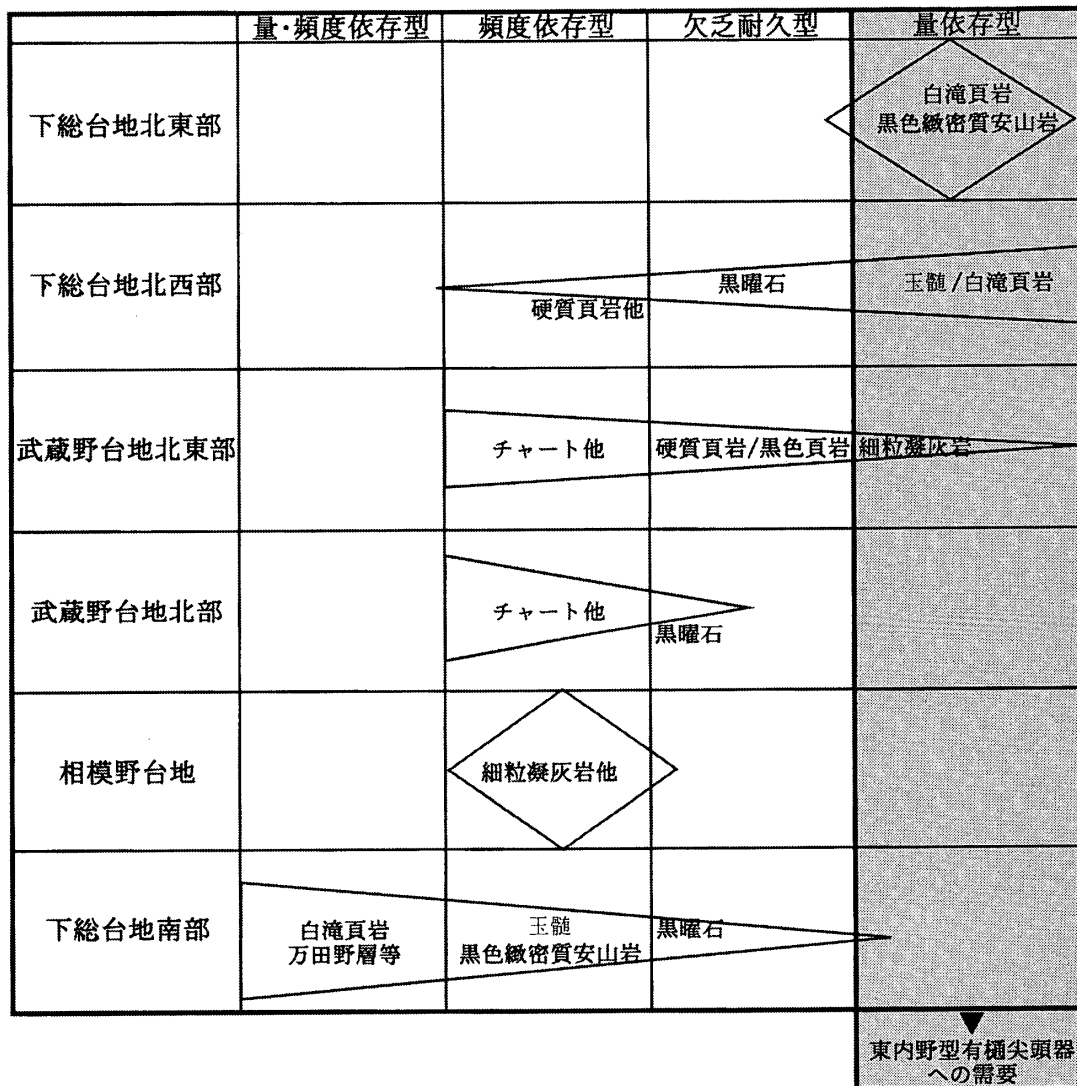 量・頻度依存型 頻度依存型 欠乏耐久型 量依存型
下総台地北東部
白滝頁岩
黒色緻密質安山岩
下総台地北西部
硬質頁岩他
黒曜石
玉髄/白滝頁岩
武蔵野台地北東部
チャート他
硬質頁岩/黒色頁岩
細粒凝灰岩
武蔵野台地北部
チャート他
黒曜石
相模野台地
細粒凝灰岩他
下総台地南部
白滝頁岩
万田野層等
玉髄
黒色緻密質安山岩
黒曜石
東内野型有樋尖頭器
への需要